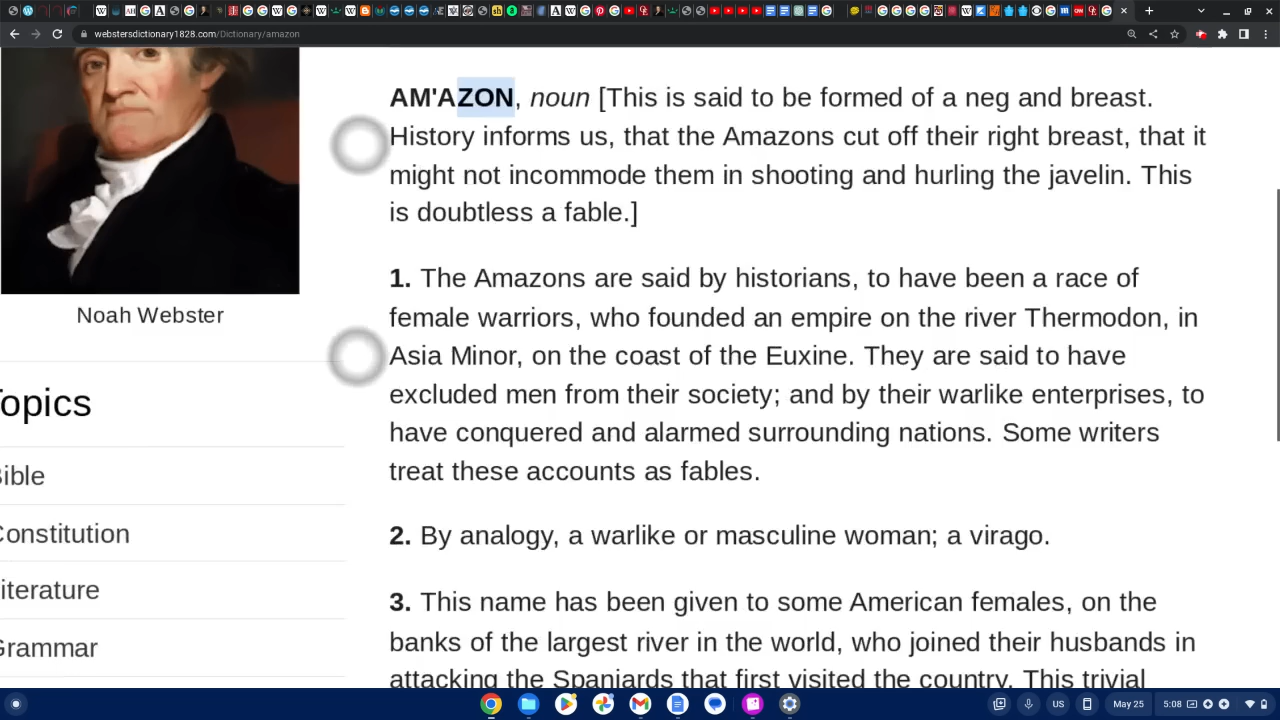 webstersdictionary1828.com/Dictionary/amazon
AM'AZON, noun [This is said to be formed of a neg and breast.
History informs us, that the Amazons cut off their right breast, that it
might not incommode them in shooting and hurling the javelin. This
is doubtless a fable.]
1. The Amazons are said by historians, to have been a race of
female warriors, who founded an empire on the river Thermodon, in
Asia Minor, on the coast of the Euxine. They are said to have
excluded men from their society; and by their warlike enterprises, to
have conquered and alarmed surrounding nations. Some writers
treat these accounts as fables.
2. By analogy, a warlike or masculine woman; a virago.
3. This name has been given to some American females, on the
banks of the largest river in the world, who joined their husbands in
attacking the Spaniards that first visited the country. This trivial
Noah Webster
Topics
Bible
Constitution
Literature
Grammar
US
May 25
5:08